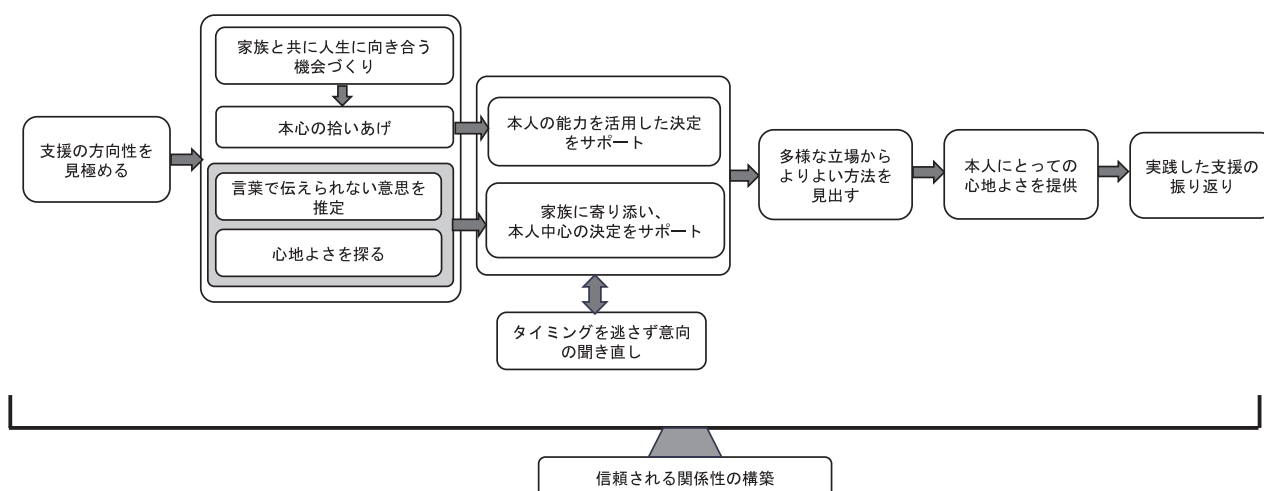 支援の方向性を
見極める
家族と共に人生に向き合う
機会づくり
本心の拾いあげ
言葉で伝えられない意思を
推定
心地よさを探る
本人の能力を活用した決定
をサポート
家族に寄り添い、
本人中心の決定をサポート
タイミングを逃さず意向
の聞き直し
多様な立場から
よりよい方法を
見出す
本人にとっての
心地よさを提供
実践した支援の
振り返り
信頼される関係性の構築